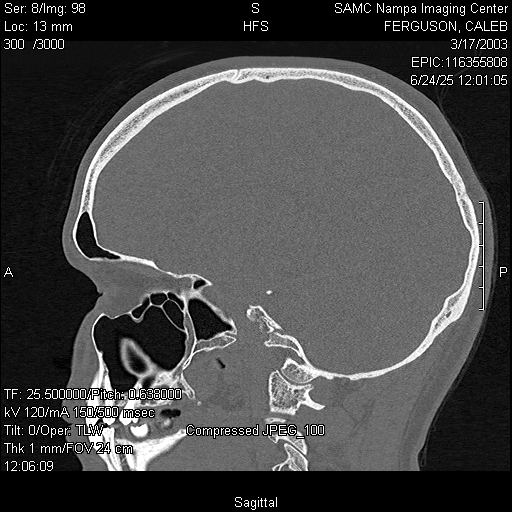 Ser: 8/Img: 98
S
SAMC Nampa Imaging Center
Loc: 13 mm
HFS
FERGUSON, CALEB
300 /3000
3/17/2003
EPIC:116355808
6/24/25 12:01:05
A
P
TF: 25.500000/Pitch: 0.638000
kV 120/mA 150/500 msec
Tilt: 0/Oper: TLW
Compressed JPEG_100
Thk 1 mm/FOV 24 cm
12:06:09
Sagittal